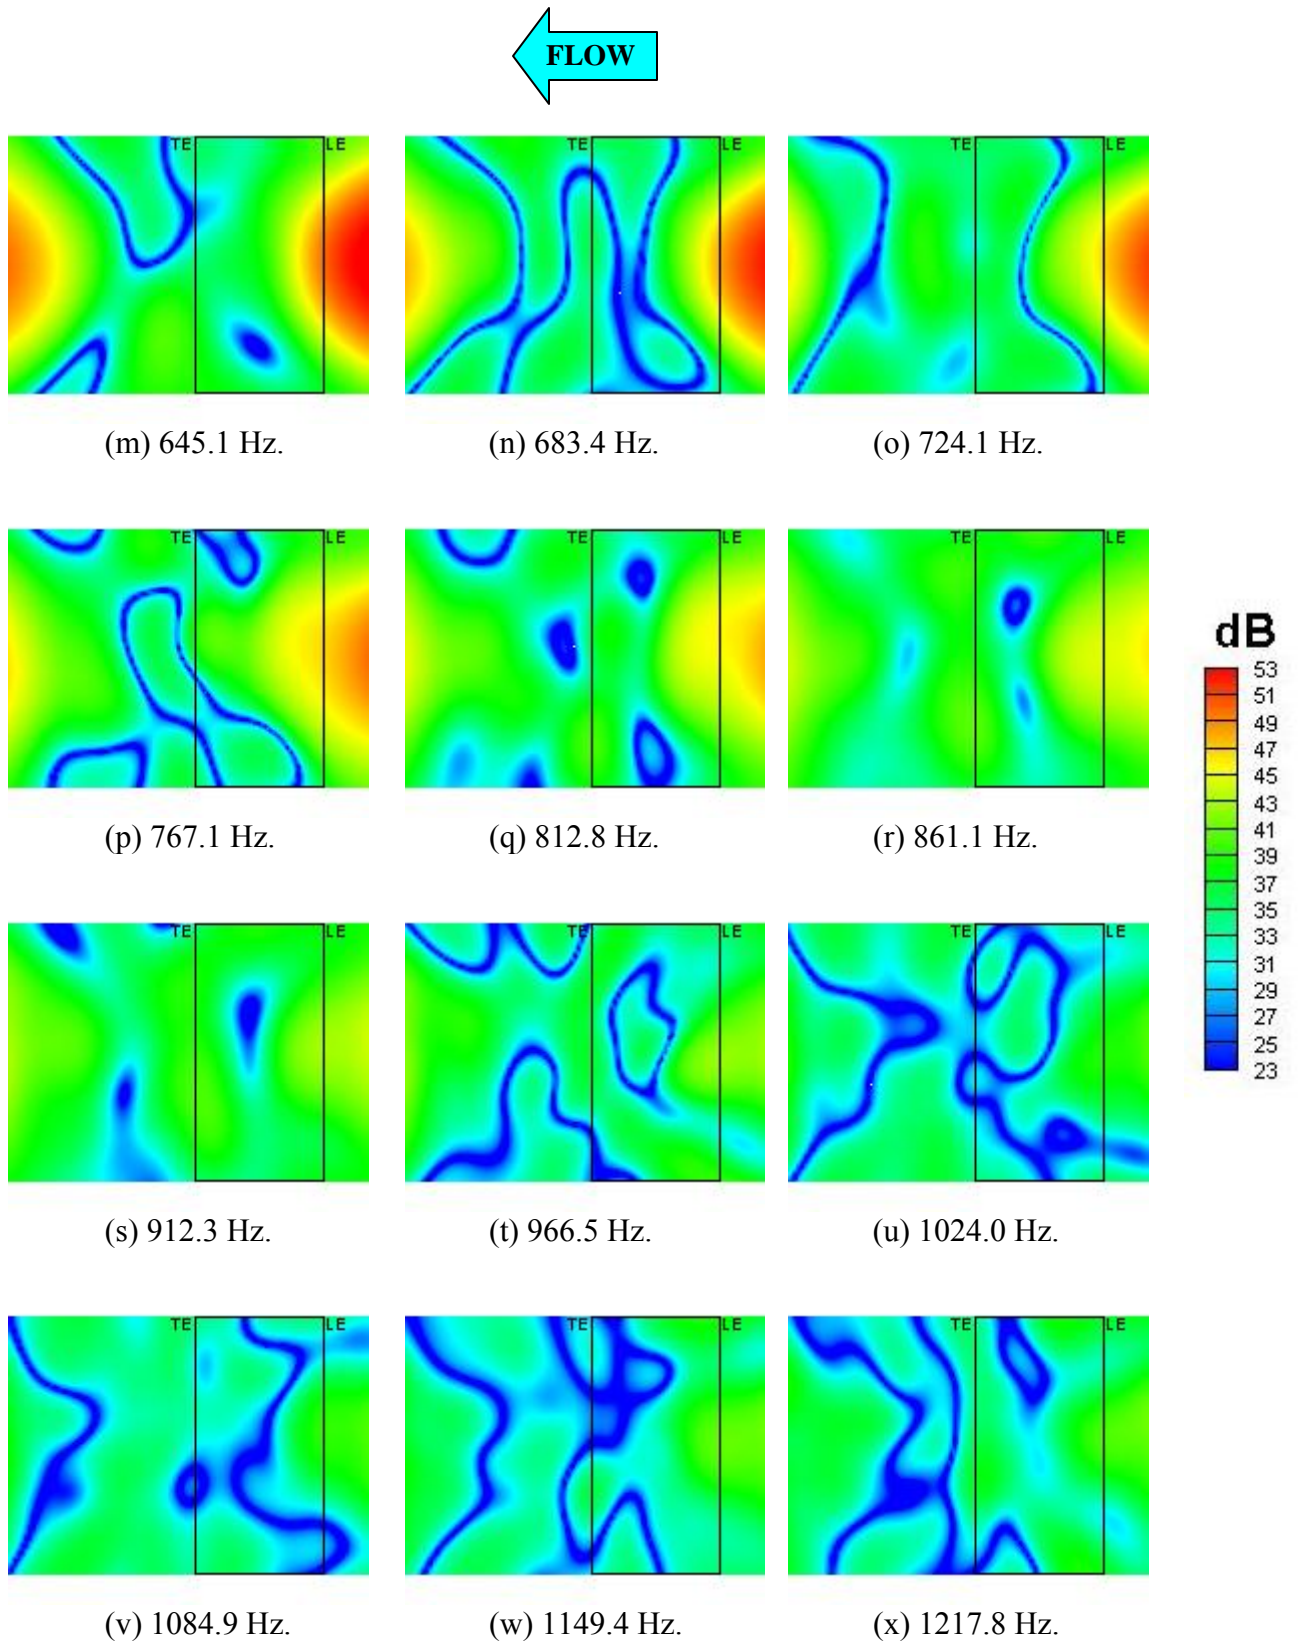 FLOW
TE LE TE LE TE LE
(m) 645.1 Hz. (n) 683.4 Hz. (o) 724.1 Hz.
TE LE TE LE TE LE
(p) 767.1 Hz. (q) 812.8 Hz. (r) 861.1 Hz.
TE LE TE LE TE LE
(s) 912.3 Hz. (t) 966.5 Hz. (u) 1024.0 Hz.
TE LE TE LE TE LE
(v) 1084.9 Hz. (w) 1149.4 Hz. (x) 1217.8 Hz.
dB
53
51
49
47
45
43
41
39
37
35
33
31
29
27
25
23